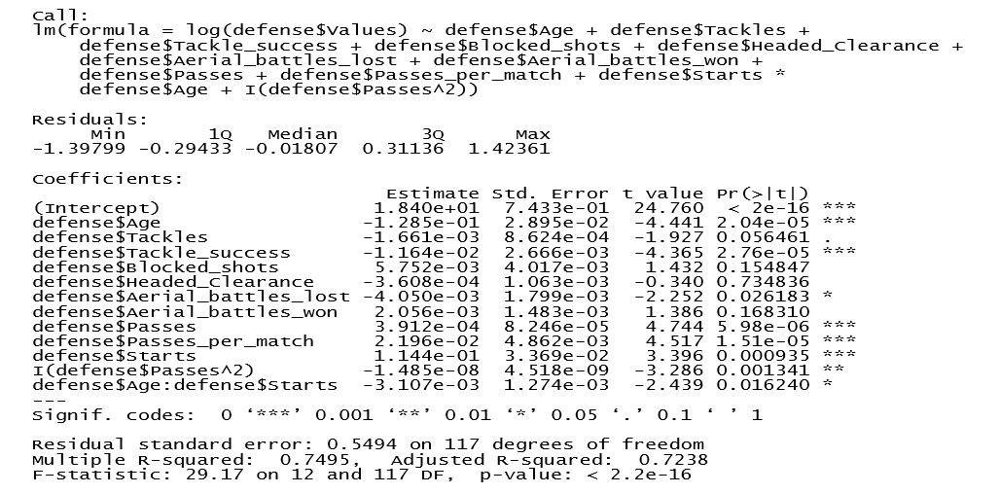 Call:
lm(formula = log(defense$Values) ~ defense$Age + defense$Tackles +
    defense$Tackle_success + defense$Blocked_shots + defense$Headed_Clearance +
    defense$Aerial_battles_lost + defense$Aerial_battles_won +
    defense$Passes + defense$Passes_per_match + defense$Starts *
    defense$Age + I(defense$Passes^2))
Residuals:
     Min       1Q   Median       3Q      Max
-1.39799 -0.29433 -0.01807  0.31136  1.42361
Coefficients:
                              Estimate Std. Error t value Pr(>|t|)
(Intercept)                  1.840e+01  7.433e-01  24.760  < 2e-16 ***
defense$Age                 -1.285e-01  2.895e-02  -4.441 2.04e-05 ***
defense$Tackles             -1.661e-03  8.624e-04  -1.927 0.056461 .
defense$Tackle_success      -1.164e-02  2.666e-03  -4.365 2.76e-05 ***
defense$Blocked_shots        5.752e-03  4.017e-03   1.432 0.154847
defense$Headed_Clearance    -3.608e-04  1.063e-03  -0.340 0.734836
defense$Aerial_battles_lost -4.050e-03  1.799e-03  -2.252 0.026183 *
defense$Aerial_battles_won   2.056e-03  1.483e-03   1.386 0.168310
defense$Passes               3.912e-04  8.246e-05   4.744 5.98e-06 ***
defense$Passes_per_match     2.196e-02  4.862e-03   4.517 1.51e-05 ***
defense$Starts               1.144e-01  3.369e-02   3.396 0.000935 ***
I(defense$Passes^2)         -1.485e-08  4.518e-09  -3.286 0.001341 **
defense$Age:defense$Starts  -3.107e-03  1.274e-03  -2.439 0.016240 *
---
Signif. codes:  0 ‘***’ 0.001 ‘**’ 0.01 ‘*’ 0.05 ‘.’ 0.1 ‘ ’ 1
Residual standard error: 0.5494 on 117 degrees of freedom
Multiple R-squared:  0.7495,  Adjusted R-squared:  0.7238
F-statistic: 29.17 on 12 and 117 DF,  p-value: < 2.2e-16